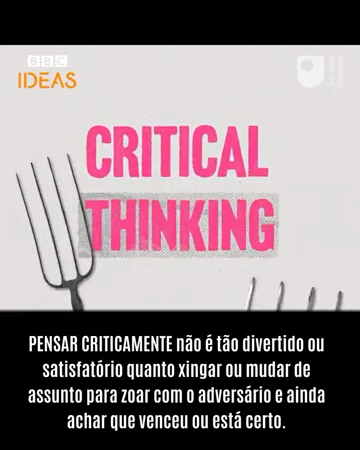 BBC
IDEAS
CRITICAL
THINKING
PENSAR CRITICAMENTE não é tão divertido ou
satisfatório quanto xingar ou mudar de
assunto para zoar com o adversário e ainda
achar que venceu ou está certo.